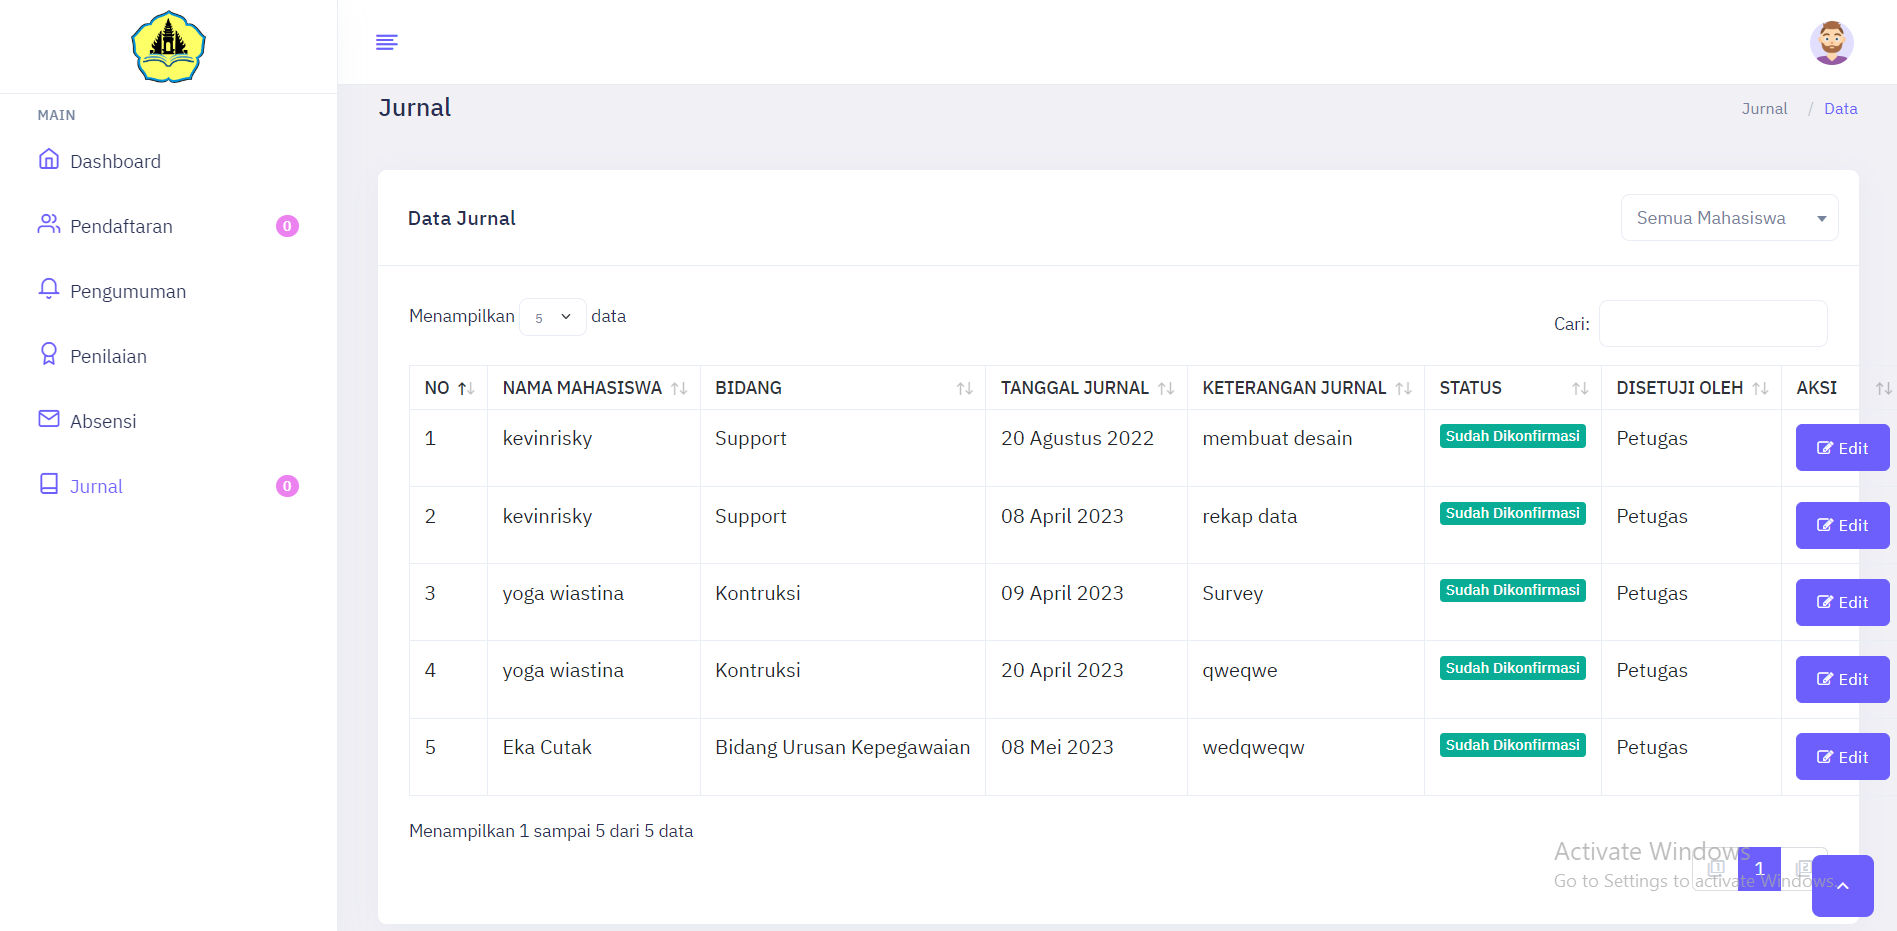 MAIN
Dashboard
Pendaftaran 0
Pengumuman
Penilaian
Absensi
Jurnal 0
Jurnal
Jurnal / Data
Data Jurnal
Semua Mahasiswa
Menampilkan 5 data
Cari:
NO NAMA MAHASISWA BIDANG TANGGAL JURNAL KETERANGAN JURNAL STATUS DISETUJI OLEH AKSI
1 kevinrisky Support 20 Agustus 2022 membuat desain Sudah Dikonfirmasi Petugas Edit
2 kevinrisky Support 08 April 2023 rekap data Sudah Dikonfirmasi Petugas Edit
3 yoga wiastina Kontruksi 09 April 2023 Survey Sudah Dikonfirmasi Petugas Edit
4 yoga wiastina Kontruksi 20 April 2023 qweqwe Sudah Dikonfirmasi Petugas Edit
5 Eka Cutak Bidang Urusan Kepegawaian 08 Mei 2023 wedqweqw Sudah Dikonfirmasi Petugas Edit
Menampilkan 1 sampai 5 dari 5 data
1
Activate Windows
Go to Settings to activate Windows.